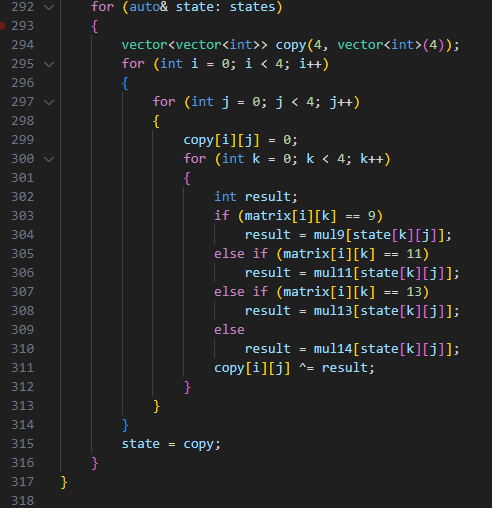 292 for (auto& state: states)
293 {
294 vector<vector<int>> copy(4, vector<int>(4));
295 for (int i = 0; i < 4; i++)
296 {
297 for (int j = 0; j < 4; j++)
298 {
299 copy[i][j] = 0;
300 for (int k = 0; k < 4; k++)
301 {
302 int result;
303 if (matrix[i][k] == 9)
304 result = mul9[state[k][j]];
305 else if (matrix[i][k] == 11)
306 result = mul11[state[k][j]];
307 else if (matrix[i][k] == 13)
308 result = mul13[state[k][j]];
309 else
310 result = mul14[state[k][j]];
311 copy[i][j] ^= result;
312 }
313 }
314 }
315 state = copy;
316 }
317 }
318